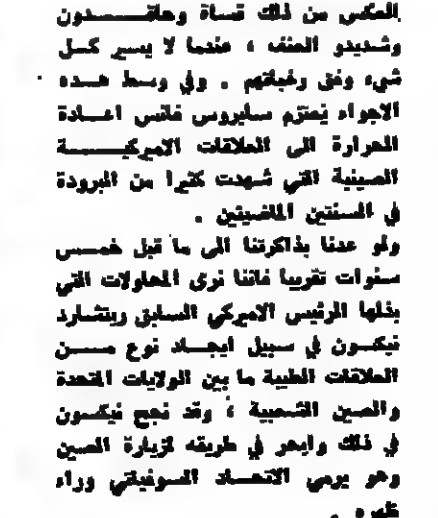 العكس من ذلك قساة وحاقدون
وشديدو العنف ، عندما لا يسير كل
شيء وفق رغباتهم . وفي وسط هذه
الاجواء يعتزم سايروس فانس اعادة
الحرارة الى العلاقات الاميركية
الصينية التي شهدت كثيرا من البرودة
في السنتين الماضيتين .
ولو عدنا بذاكرتنا الى ما قبل خمس
سنوات تقريبا فاننا نرى المحاولات التي
بذلها الرئيس الاميركي السابق ريتشارد
نيكسون في سبيل ايجاد نوع من
العلاقات الطيبة ما بين الولايات المتحدة
والصين الشعبية ، وقد نجح نيكسون
في ذلك وابحر في طريقه لزيارة الصين
وهو يرمي الاتحاد السوفياتي وراء
ظهره .